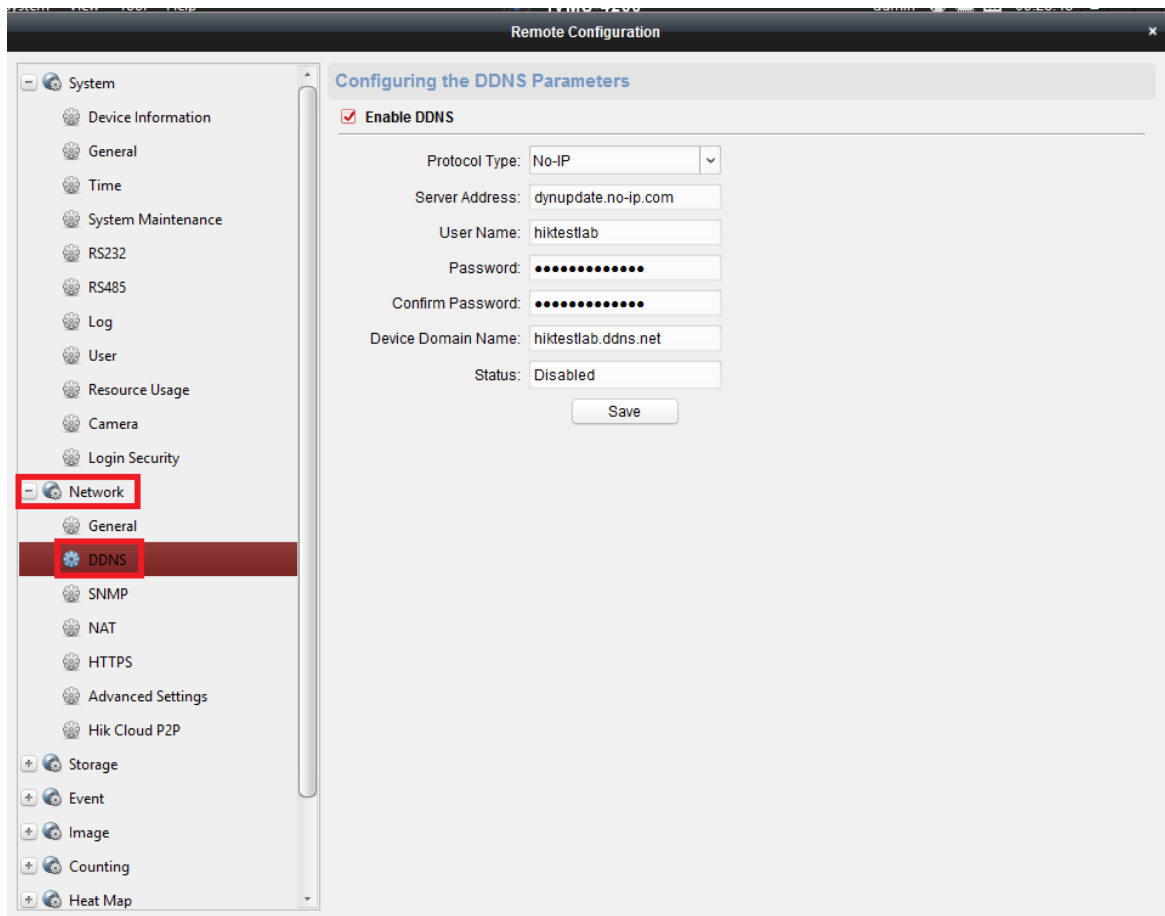 Remote Configuration
×
System
Device Information
General
Time
System Maintenance
RS232
RS485
Log
User
Resource Usage
Camera
Login Security
Network
General
DDNS
SNMP
NAT
HTTPS
Advanced Settings
Hik Cloud P2P
Storage
Event
Image
Counting
Heat Map
Configuring the DDNS Parameters
Enable DDNS
Protocol Type: No-IP
Server Address: dynupdate.no-ip.com
User Name: hiktestlab
Password: •••••••••••••
Confirm Password: •••••••••••••
Device Domain Name: hiktestlab.ddns.net
Status: Disabled
Save